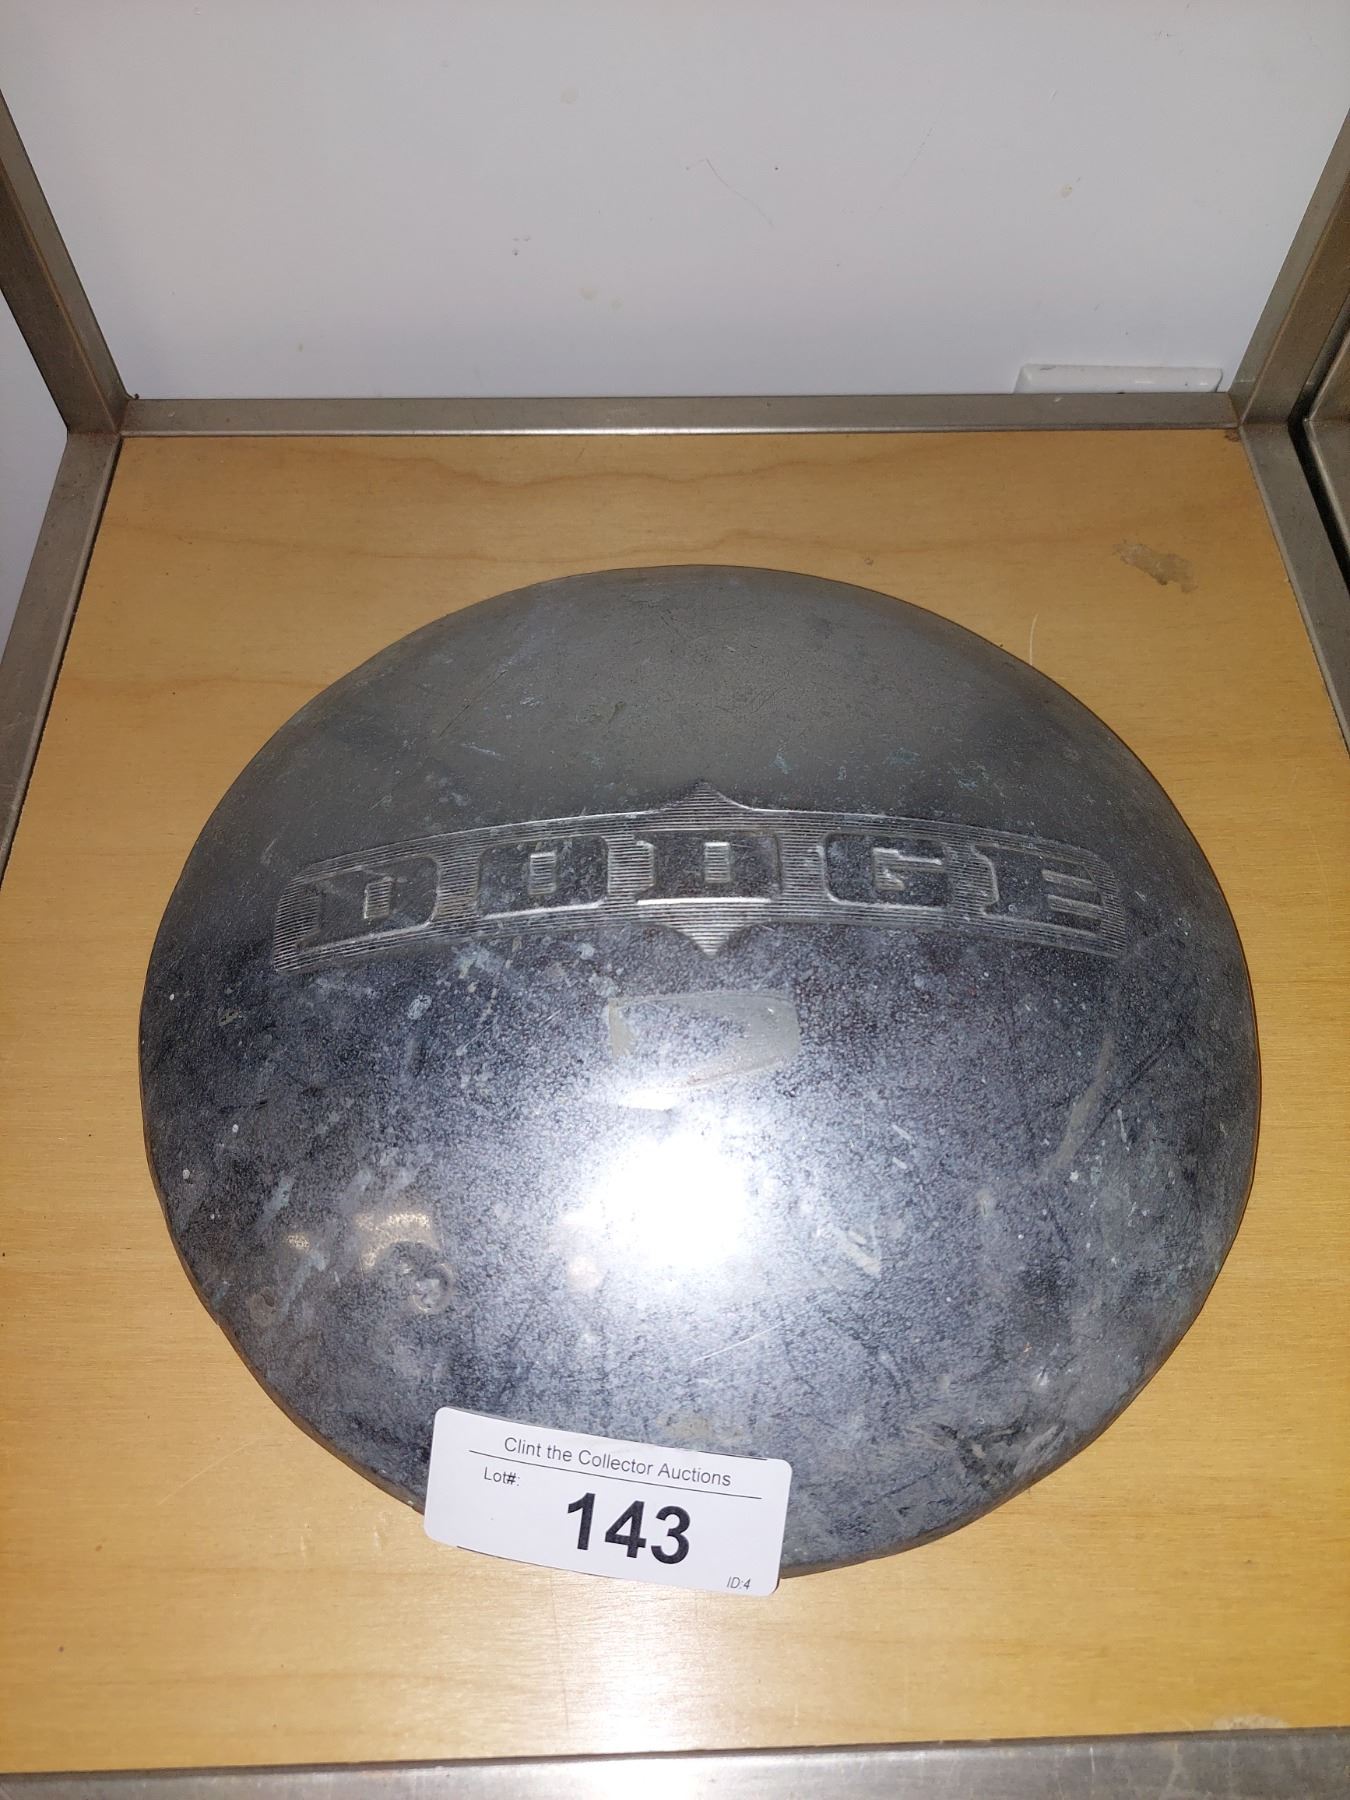 DODGE
Clint the Collector Auctions
Lot#:
143
ID:4